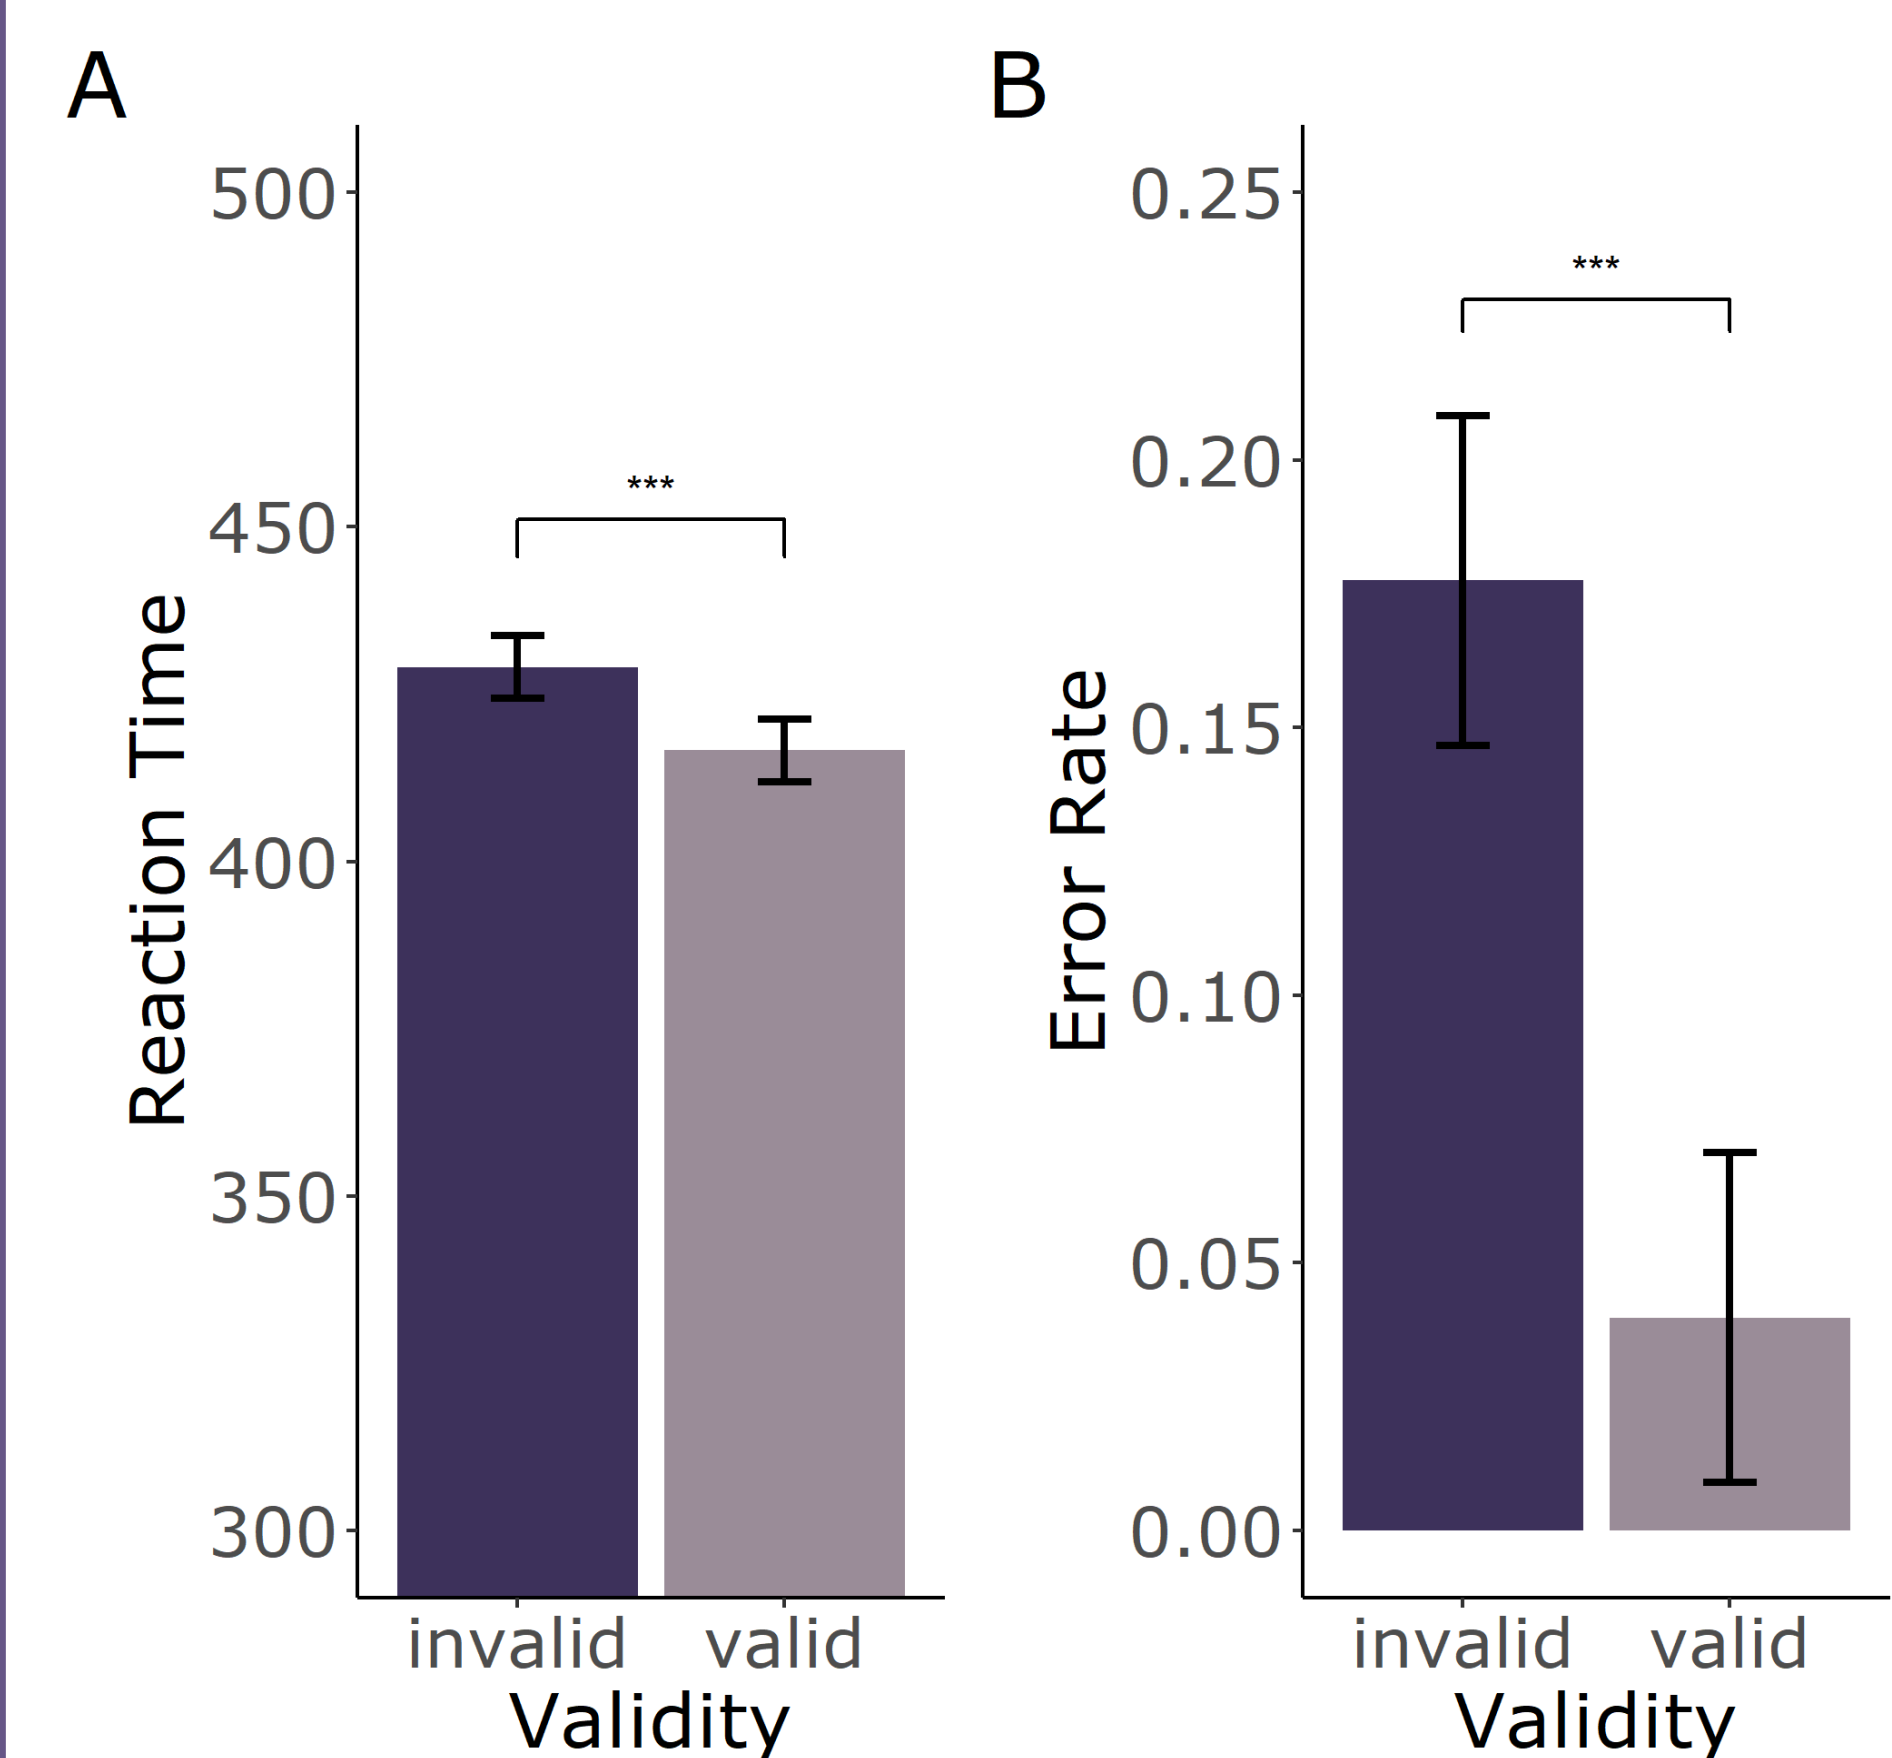 A
500
450
400
350
300
Reaction Time
***
invalid valid
Validity
B
0.25
0.20
0.15
0.10
0.05
0.00
Error Rate
***
invalid valid
Validity